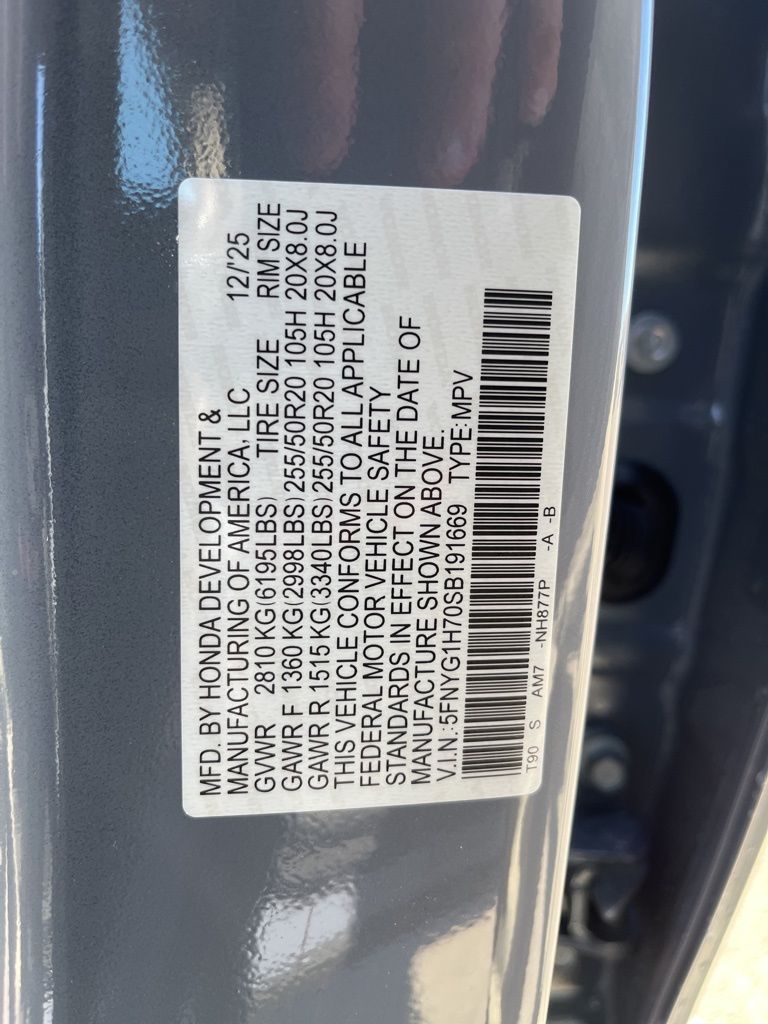 MFD. BY HONDA DEVELOPMENT &
MANUFACTURING OF AMERICA, LLC 12/'25
GVWR 2810 KG(6195LBS) TIRE SIZE RIM SIZE
GAWR F 1360 KG(2998LBS) 255/50R20 105H 20X8.0J
GAWR R 1515 KG(3340LBS) 255/50R20 105H 20X8.0J
THIS VEHICLE CONFORMS TO ALL APPLICABLE
FEDERAL MOTOR VEHICLE SAFETY
STANDARDS IN EFFECT ON THE DATE OF
MANUFACTURE SHOWN ABOVE.
V.I.N.:5FNYG1H70SB191669 TYPE:MPV
T90 S AM7 -NH877P -A -B